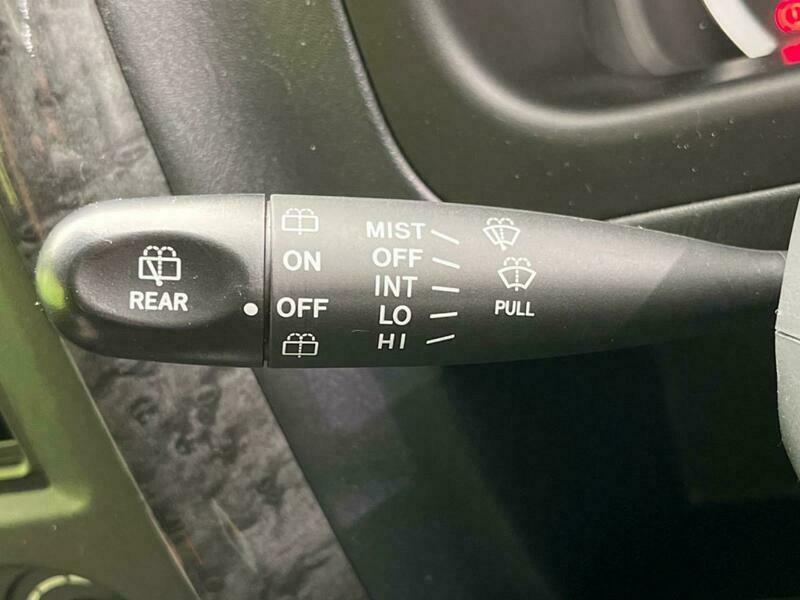 REAR
ON
OFF
MIST
OFF
INT
LO
HI
PULL